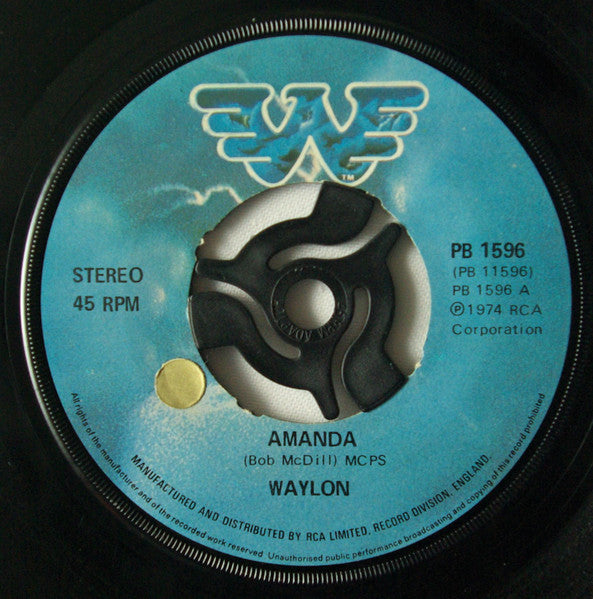 W
TM
STEREO
45 RPM
PB 1596
(PB 11596)
PB 1596 A
Ⓟ1974 RCA
Corporation
AMANDA
(Bob McDill) MCPS
WAYLON
MANUFACTURED AND DISTRIBUTED BY RCA LIMITED. RECORD DIVISION. ENGLAND.
All rights of the manufacturer and of the recorded work reserved Unauthorised public performance broadcasting and copying of this record prohibited